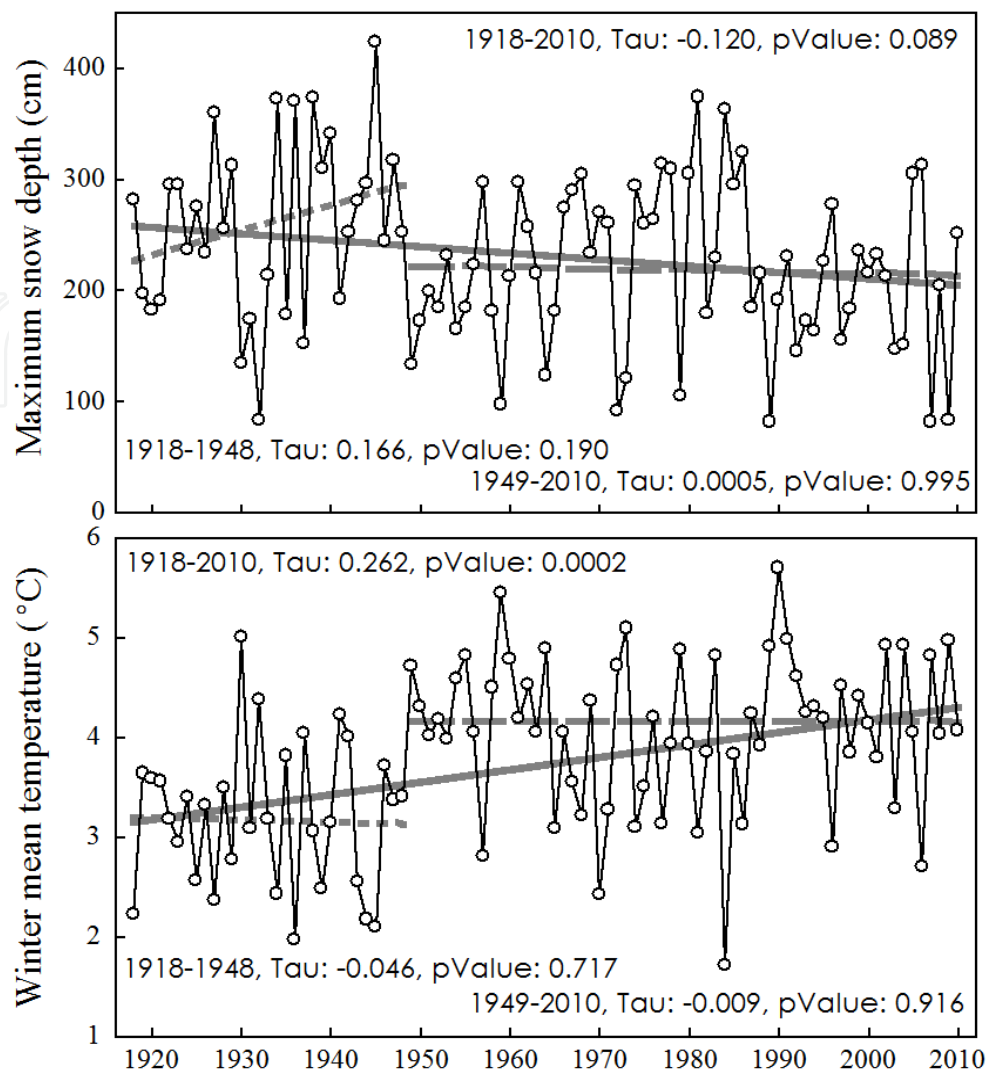 Maximum snow depth (cm)
400
300
200
100
0
1918-2010, Tau: -0.120, pValue: 0.089
1918-1948, Tau: 0.166, pValue: 0.190
1949-2010, Tau: 0.0005, pValue: 0.995
Winter mean temperature ( °C)
6
5
4
3
2
1
1918-2010, Tau: 0.262, pValue: 0.0002
1918-1948, Tau: -0.046, pValue: 0.717
1949-2010, Tau: -0.009, pValue: 0.916
1920 1930 1940 1950 1960 1970 1980 1990 2000 2010